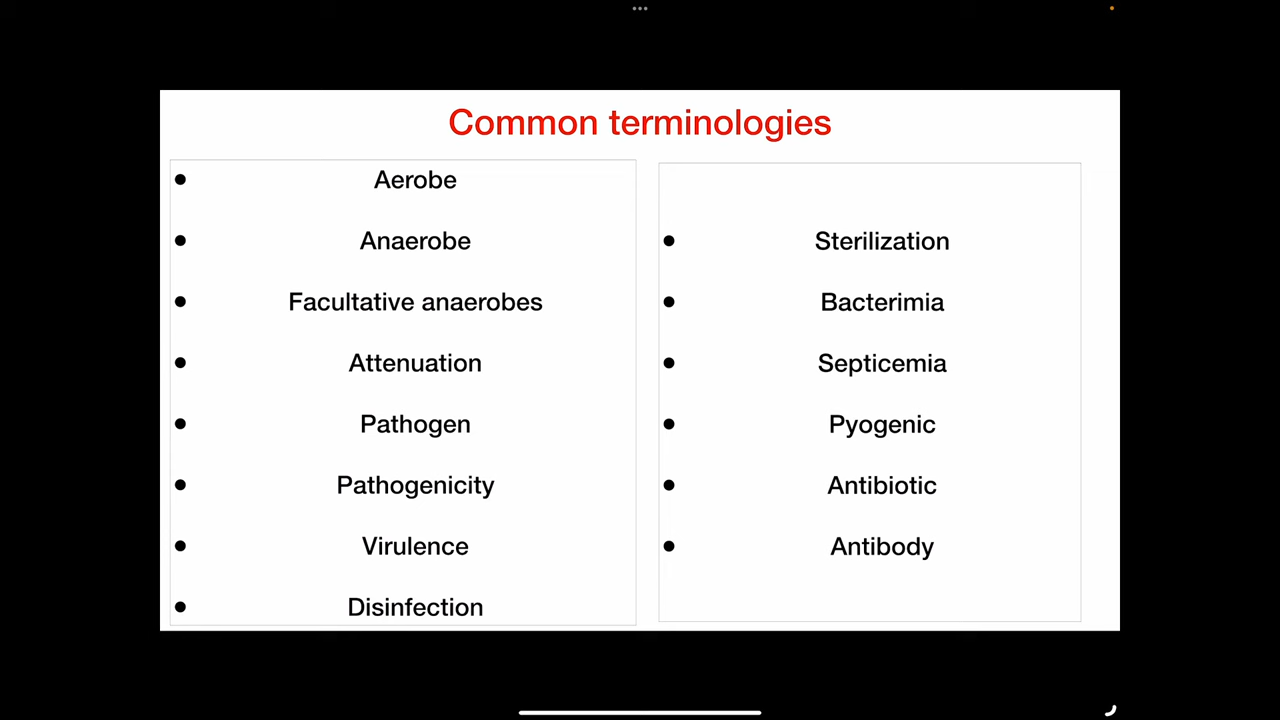 Common terminologies
• Aerobe
• Anaerobe
• Facultative anaerobes
• Attenuation
• Pathogen
• Pathogenicity
• Virulence
• Disinfection
• Sterilization
• Bacterimia
• Septicemia
• Pyogenic
• Antibiotic
• Antibody